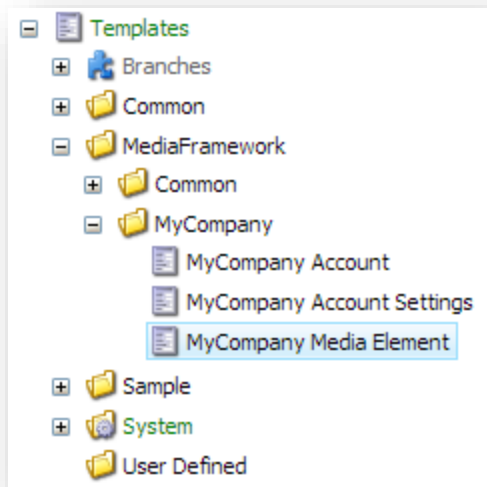 Templates
Branches
Common
MediaFramework
Common
MyCompany
MyCompany Account
MyCompany Account Settings
MyCompany Media Element
Sample
System
User Defined